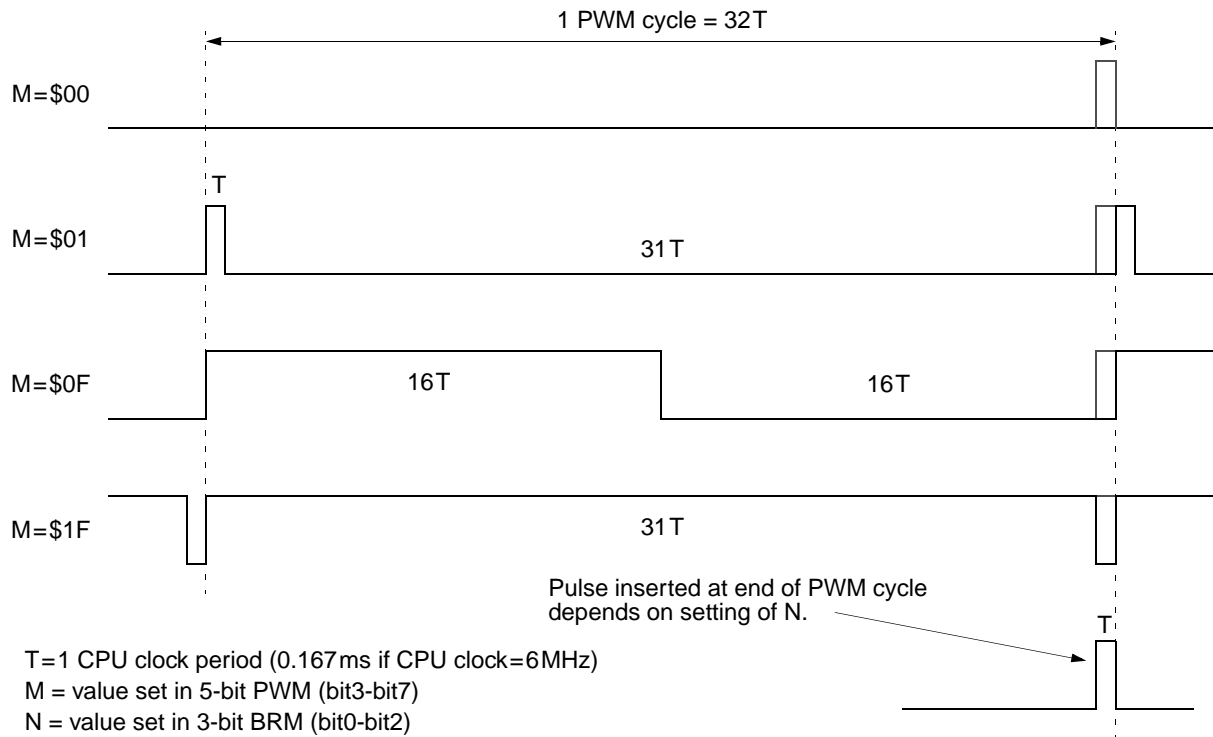 1 PWM cycle = 32T
M=$00
T
M=$01
31T
M=$0F
16T
16T
M=$1F
31T
Pulse inserted at end of PWM cycle
depends on setting of N.
T
T=1 CPU clock period (0.167ms if CPU clock=6MHz)
M = value set in 5-bit PWM (bit3-bit7)
N = value set in 3-bit BRM (bit0-bit2)